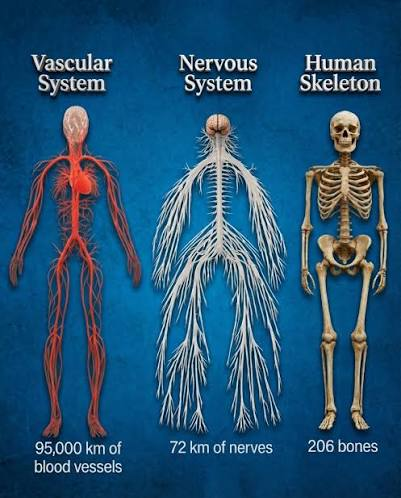 Vascular
System
Nervous
System
Human
Skeleton
95,000 km of
blood vessels
72 km of nerves
206 bones